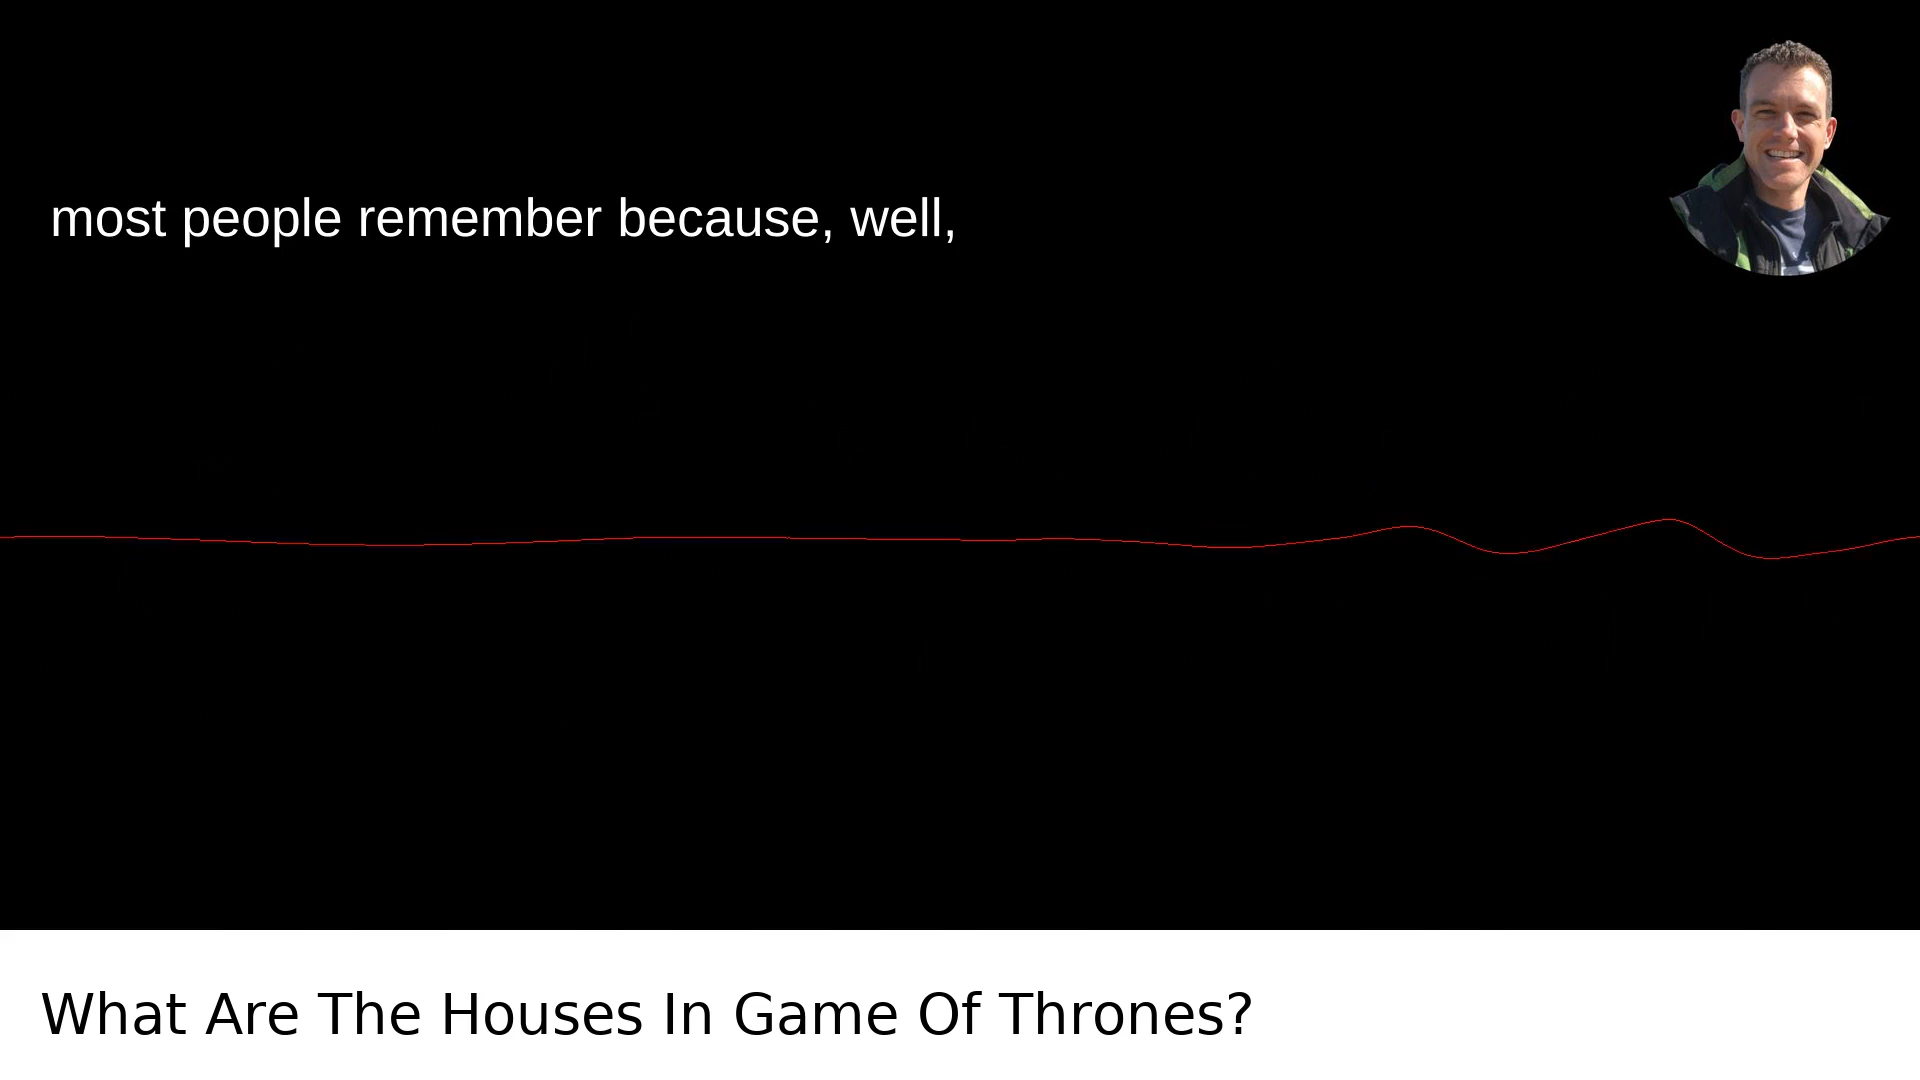 most people remember because, well,
What Are The Houses In Game Of Thrones?